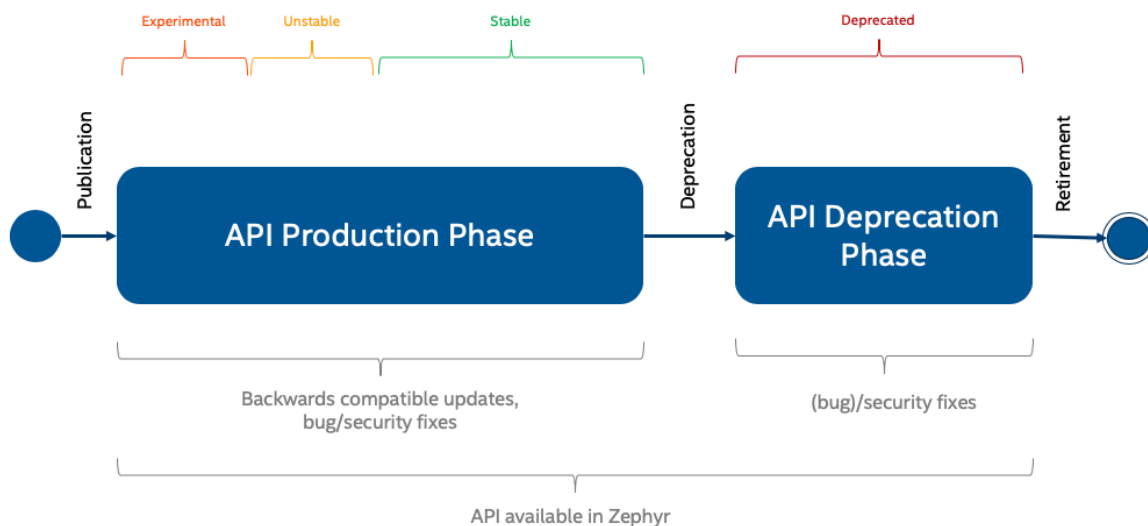 Experimental
Unstable
Stable
Deprecated
Publication
Deprecation
Retirement
API Production Phase
API Deprecation
Phase
Backwards compatible updates,
bug/security fixes
(bug)/security fixes
API available in Zephyr